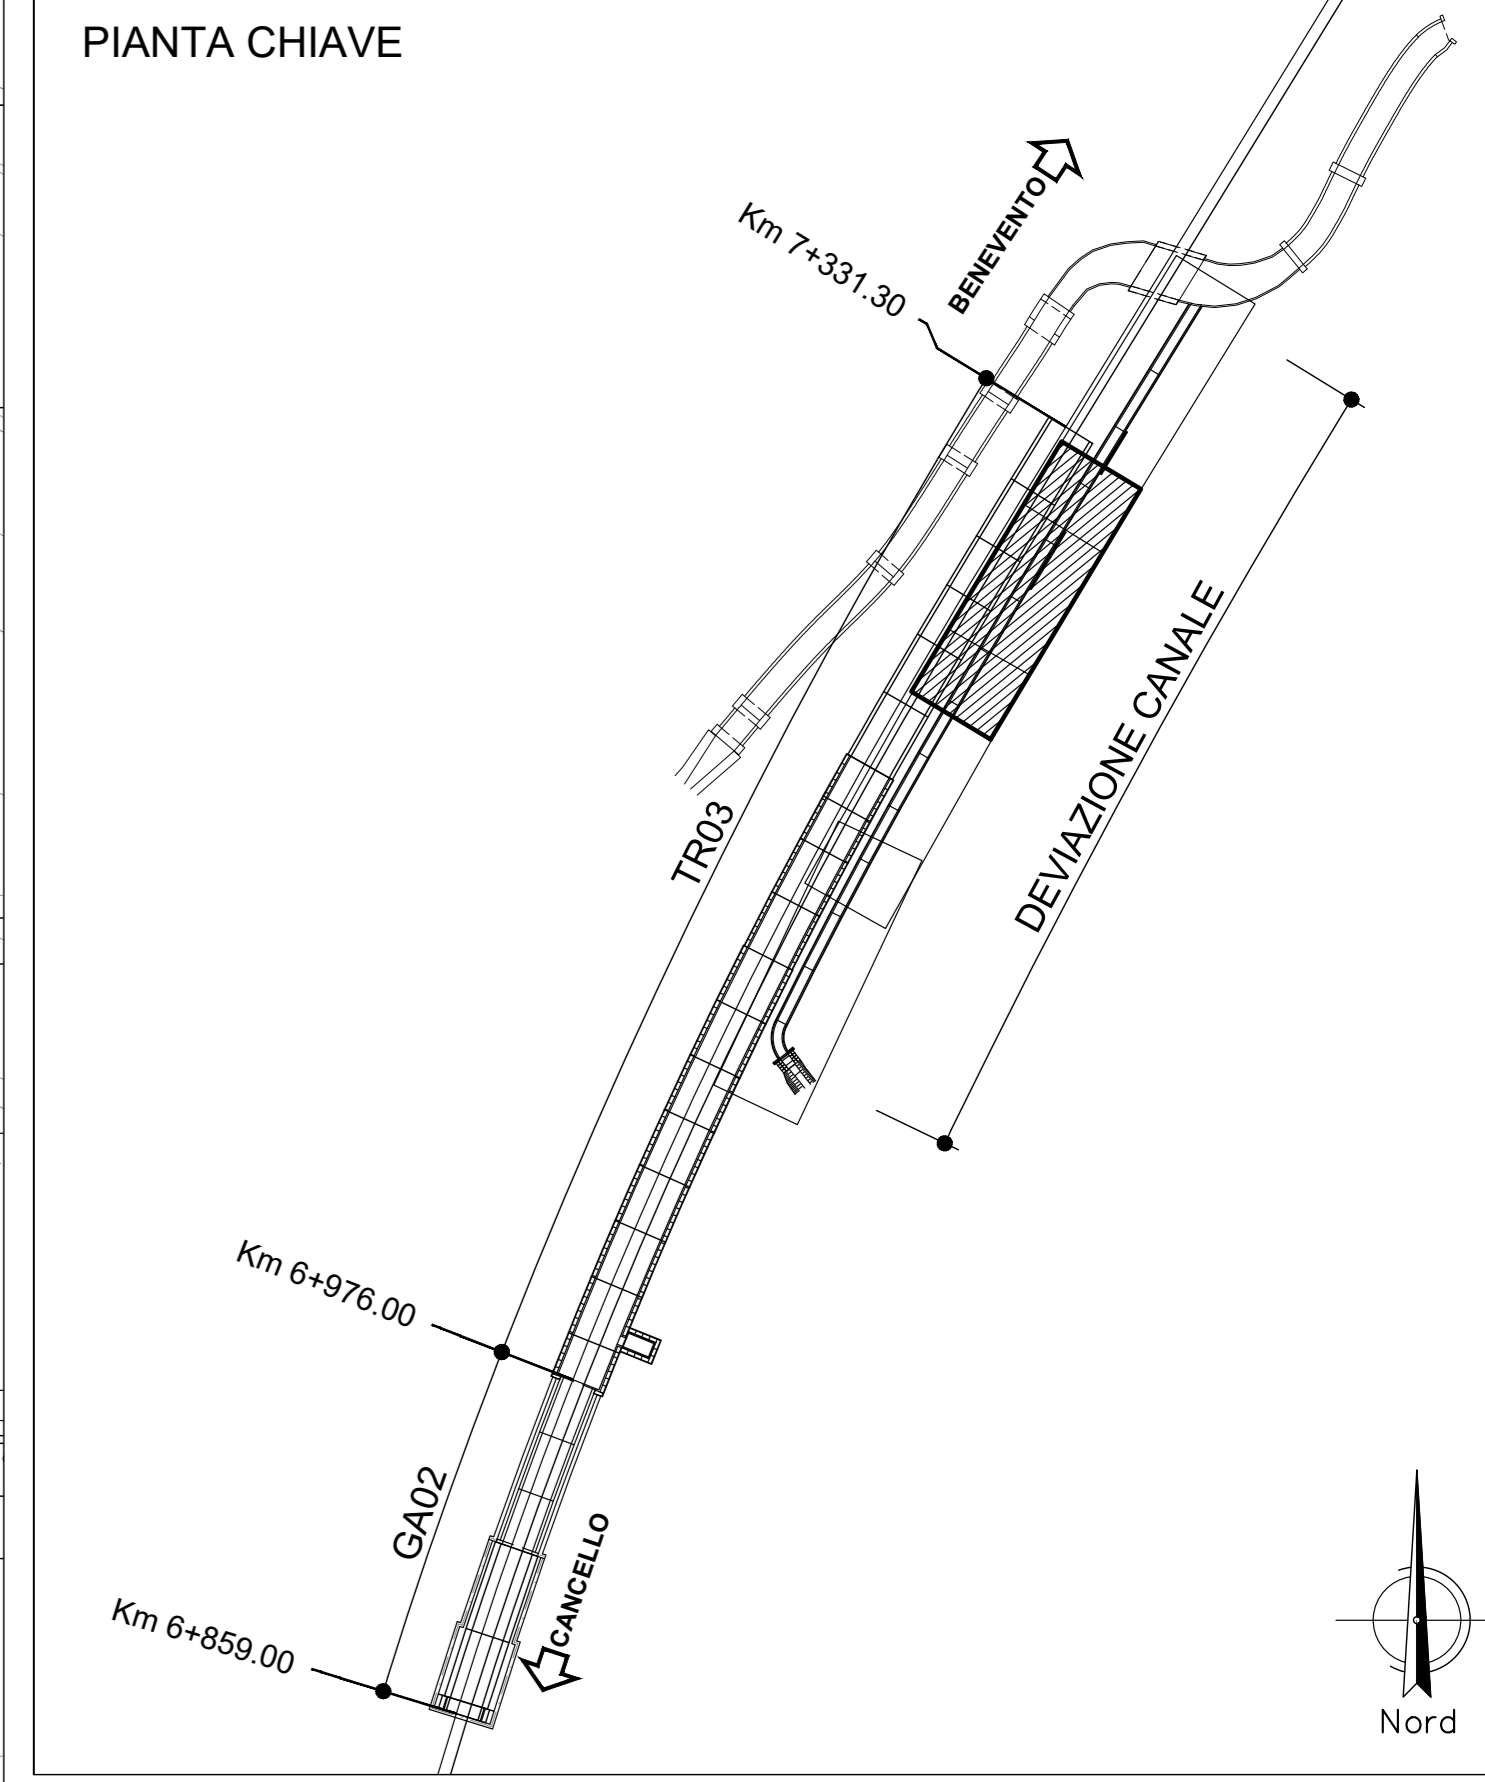 PIANTA CHIAVE
BENEVENTO
Km 7+331.30
DEVIAZIONE CANALE
TR03
Km 6+976.00
GA02
CANCELLO
Km 6+859.00
Nord